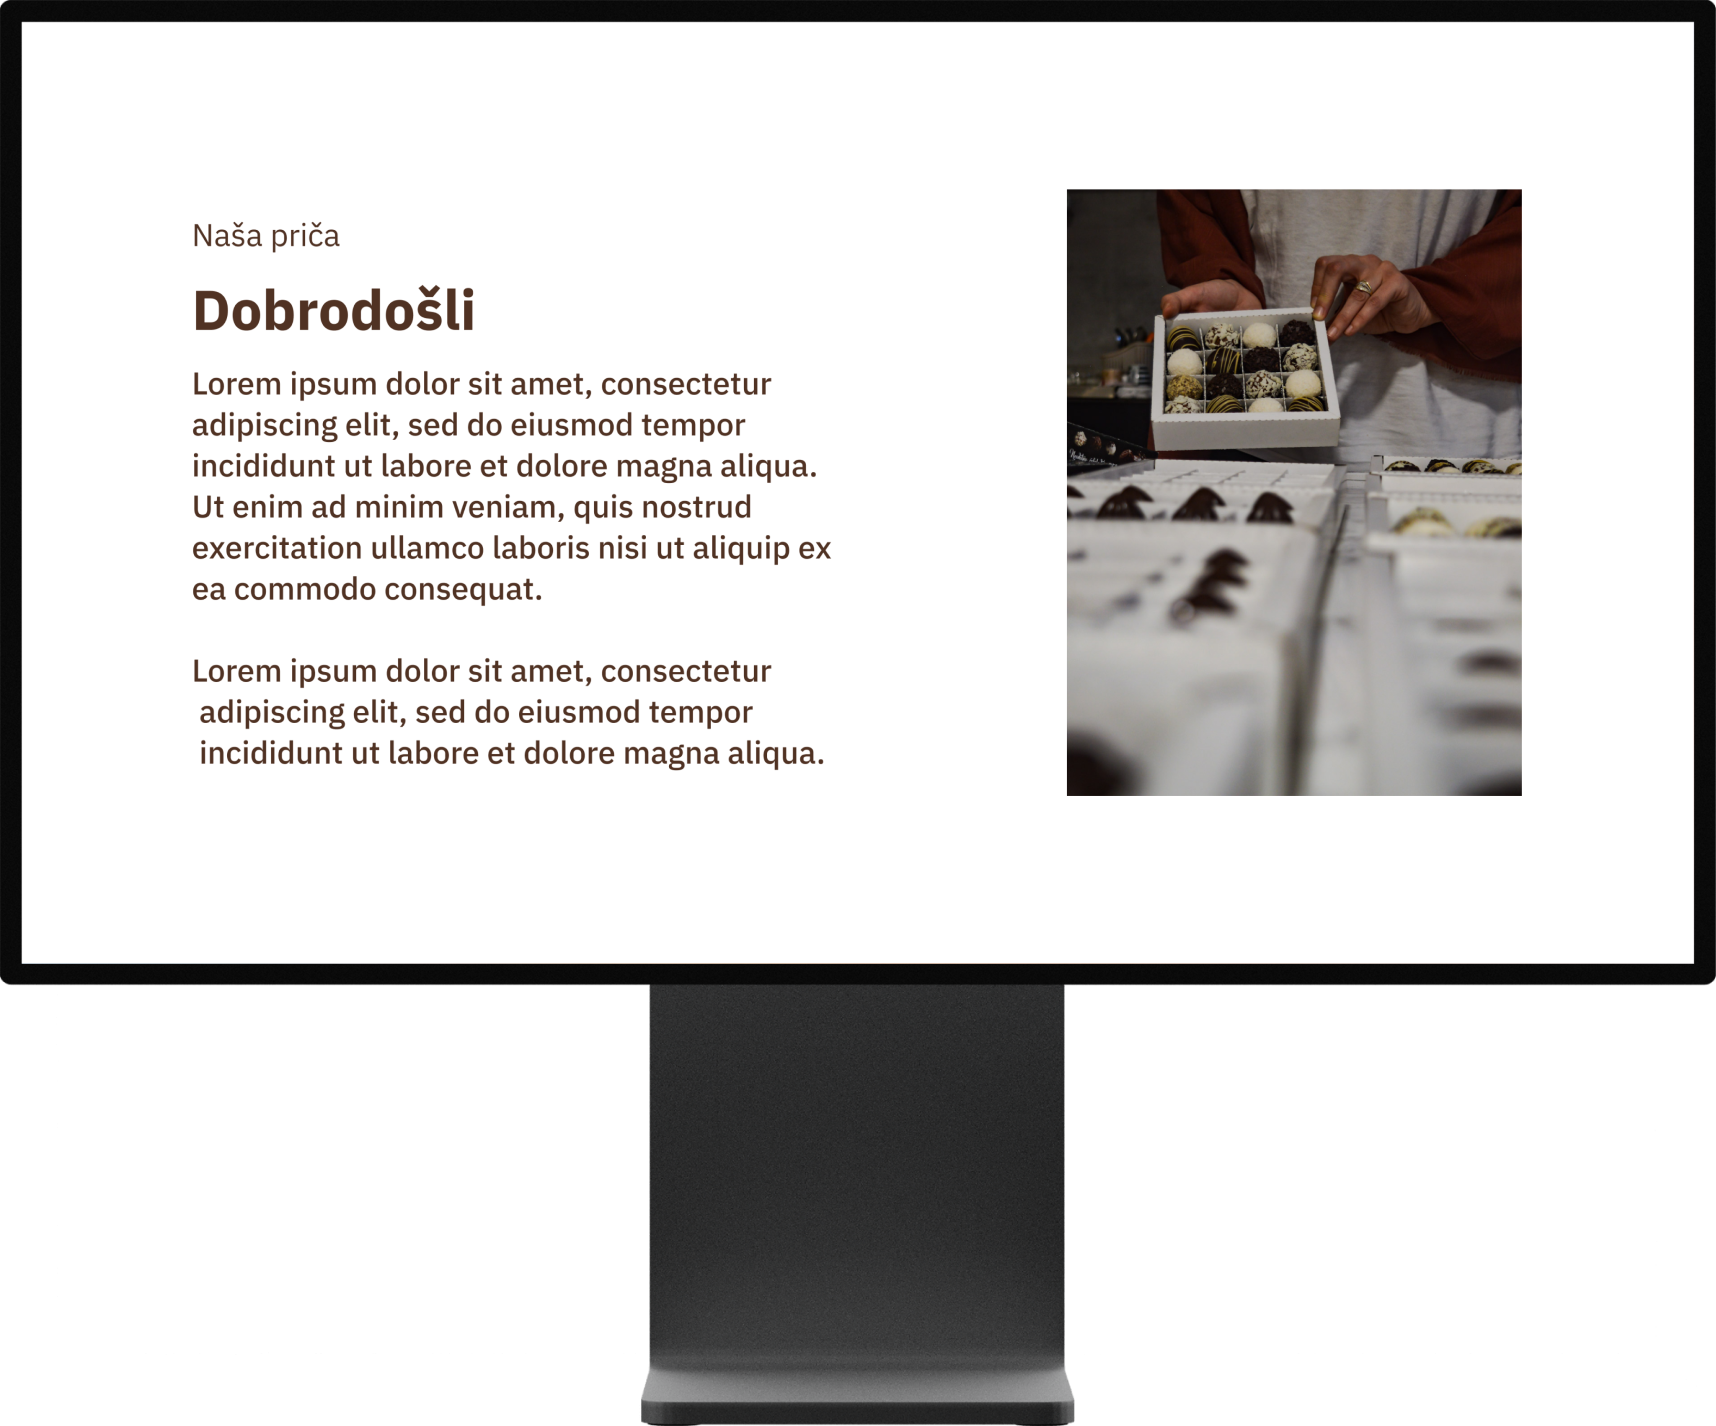 Naša priča
Dobrodošli
Lorem ipsum dolor sit amet, consectetur
adipiscing elit, sed do eiusmod tempor
incididunt ut labore et dolore magna aliqua.
Ut enim ad minim veniam, quis nostrud
exercitation ullamco laboris nisi ut aliquip ex
ea commodo consequat.
Lorem ipsum dolor sit amet, consectetur
adipiscing elit, sed do eiusmod tempor
incididunt ut labore et dolore magna aliqua.